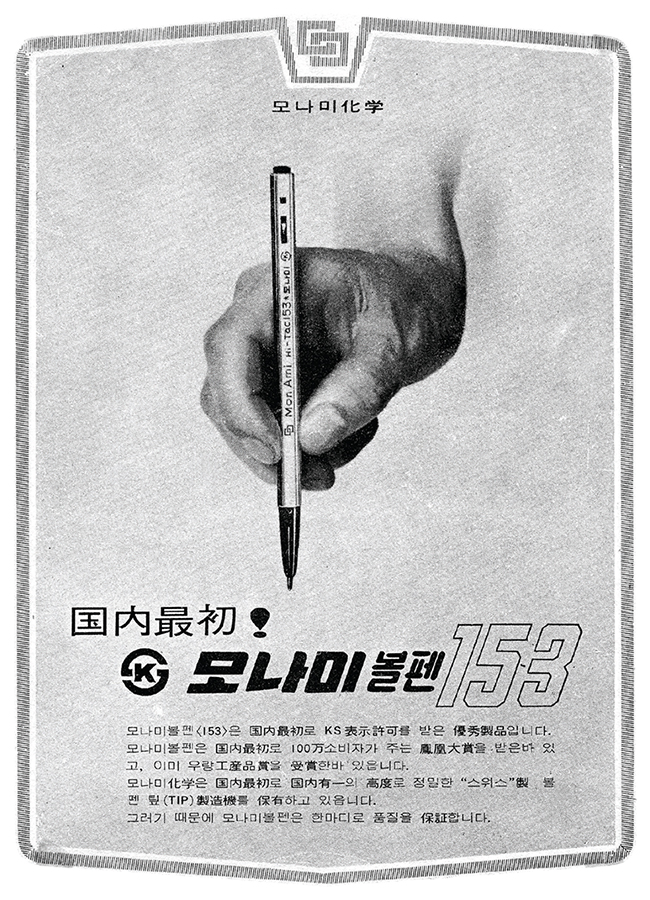 모나미化学
Mon Ami Hi-Tac 153 모나미
国内最初!
K 모나미 볼펜 153
모나미볼펜〈153〉은 国内最初로 KS 表示許可를 받은 優秀製品입니다.
모나미볼펜은 国内最初로 100万소비자가 주는 鳳凰大賞을 받은바 있
고, 이미 우량工産品賞을 受賞한바 있읍니다.
모나미化学은 国内最初로 国内有一의 高度로 정밀한 "스위스"製 볼
펜 팊(TIP)製造機를 保有하고 있읍니다.
그러기 때문에 모나미볼펜은 한마디로 품질을 保証합니다.